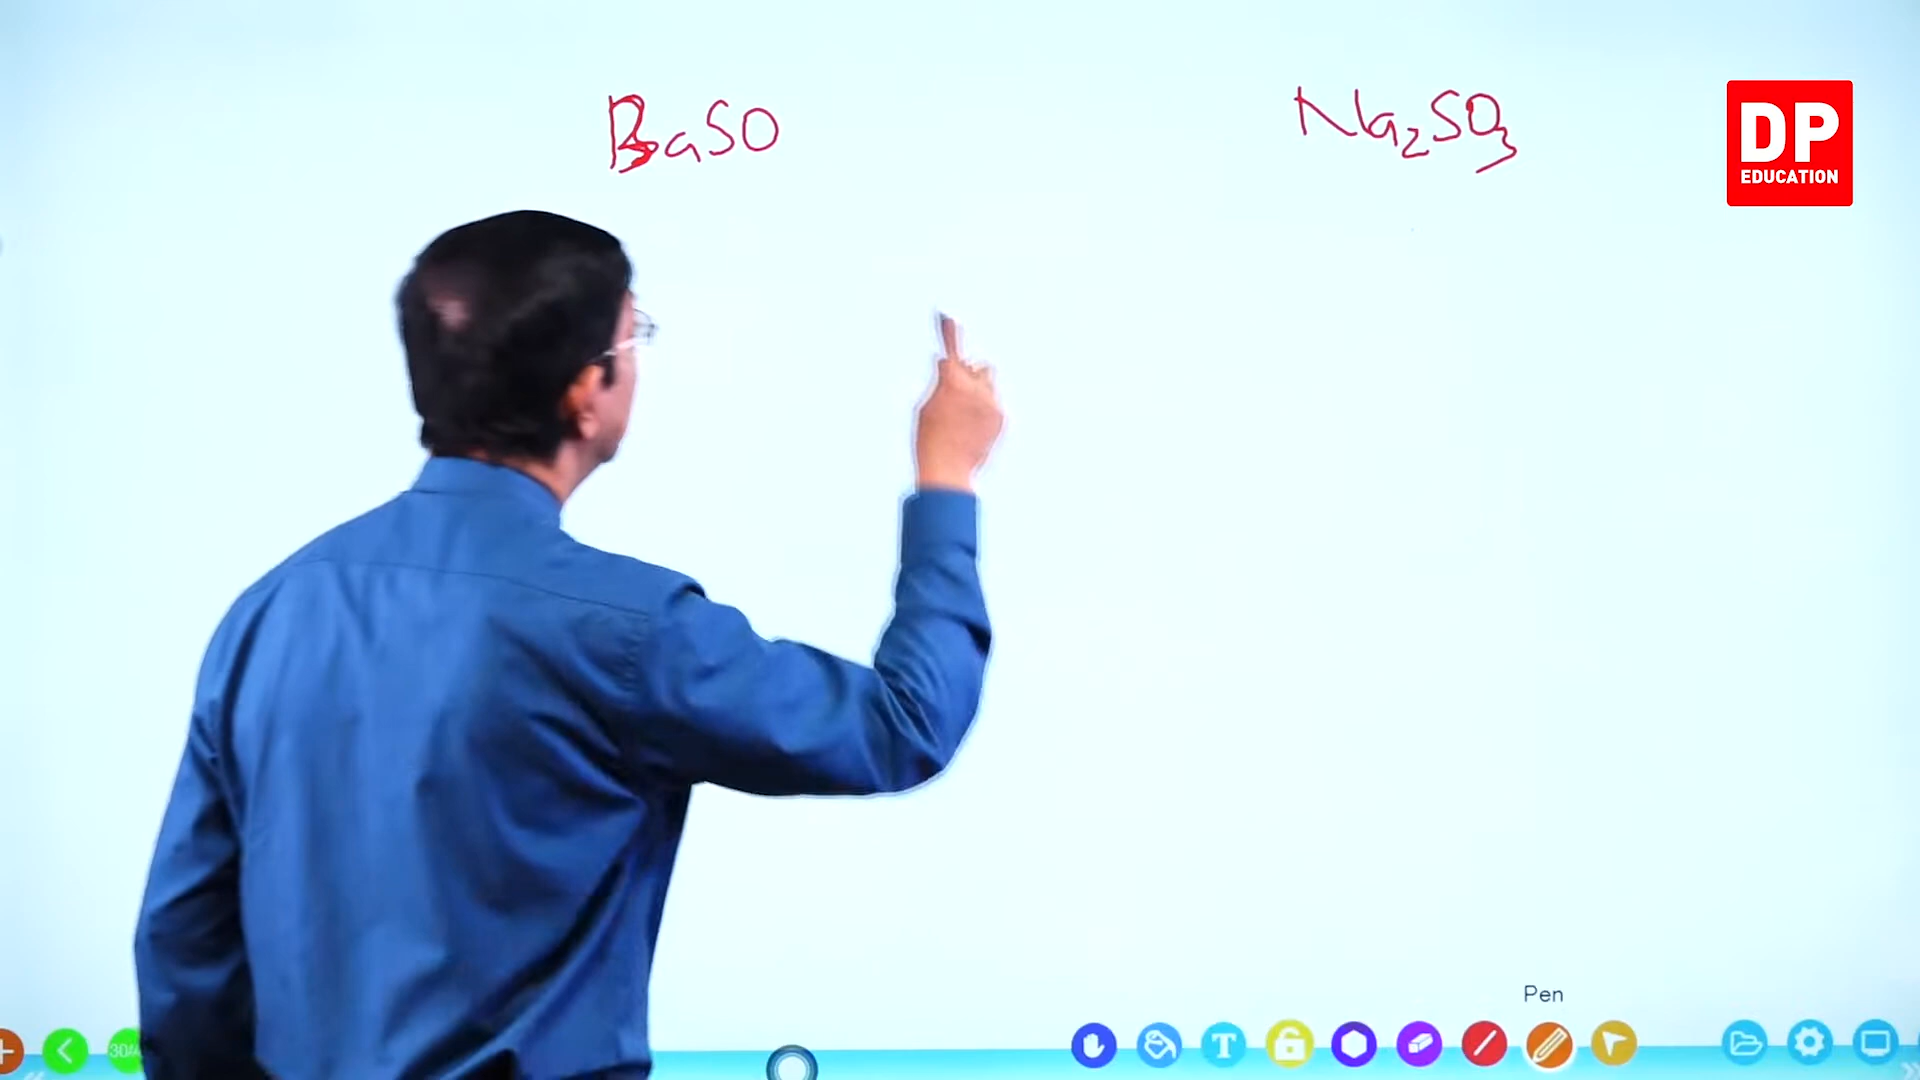 BaSO Na₂SO₃
DP
EDUCATION
Pen
T